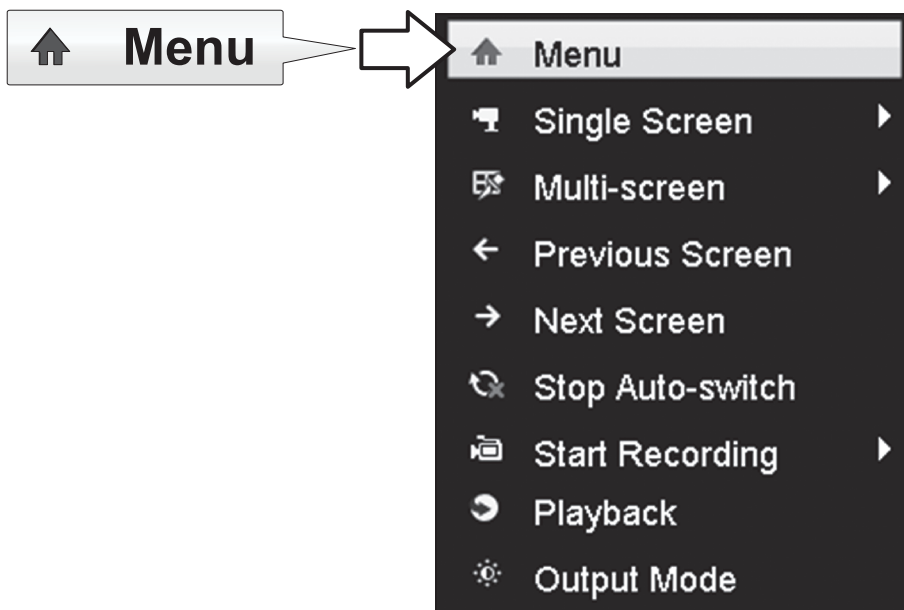 Menu
Menu
Single Screen
Multi-screen
Previous Screen
Next Screen
Stop Auto-switch
Start Recording
Playback
Output Mode